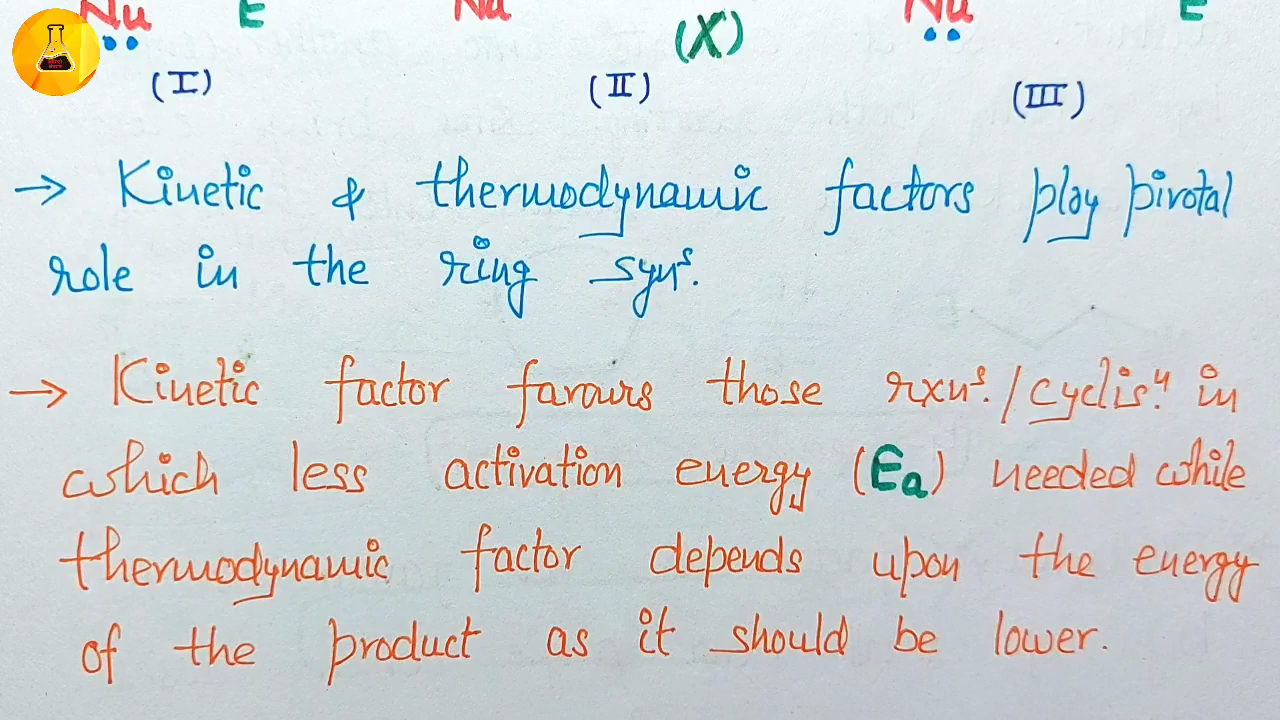 Nu E Nu Nu E
(X)
(I) (II) (III)
→ Kinetic & thermodynamic factors play pivotal
role in the ring synˢ.
→ Kinetic factor favours those rxnˢ./cyclisⁿ. in
which less activation energy (Ea) needed while
thermodynamic factor depends upon the energy
of the product as it should be lower.